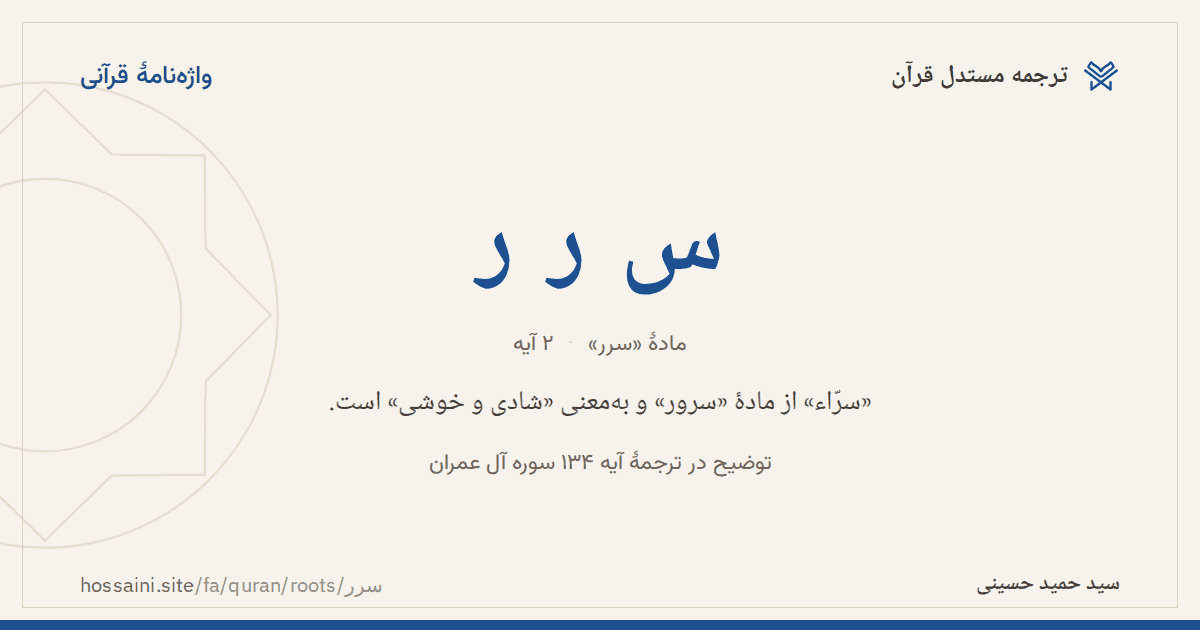 ترجمه مستدل قرآن
واژه‌نامهٔ قرآنی
س ر ر
مادهٔ «سرر» · ۲ آیه
«سرّاء» از مادهٔ «سرور» و به‌معنی «شادی و خوشی» است.
توضیح در ترجمهٔ آیه ۱۳۴ سوره آل عمران
سید حمید حسینی
hossaini.site/fa/quran/roots/سرر